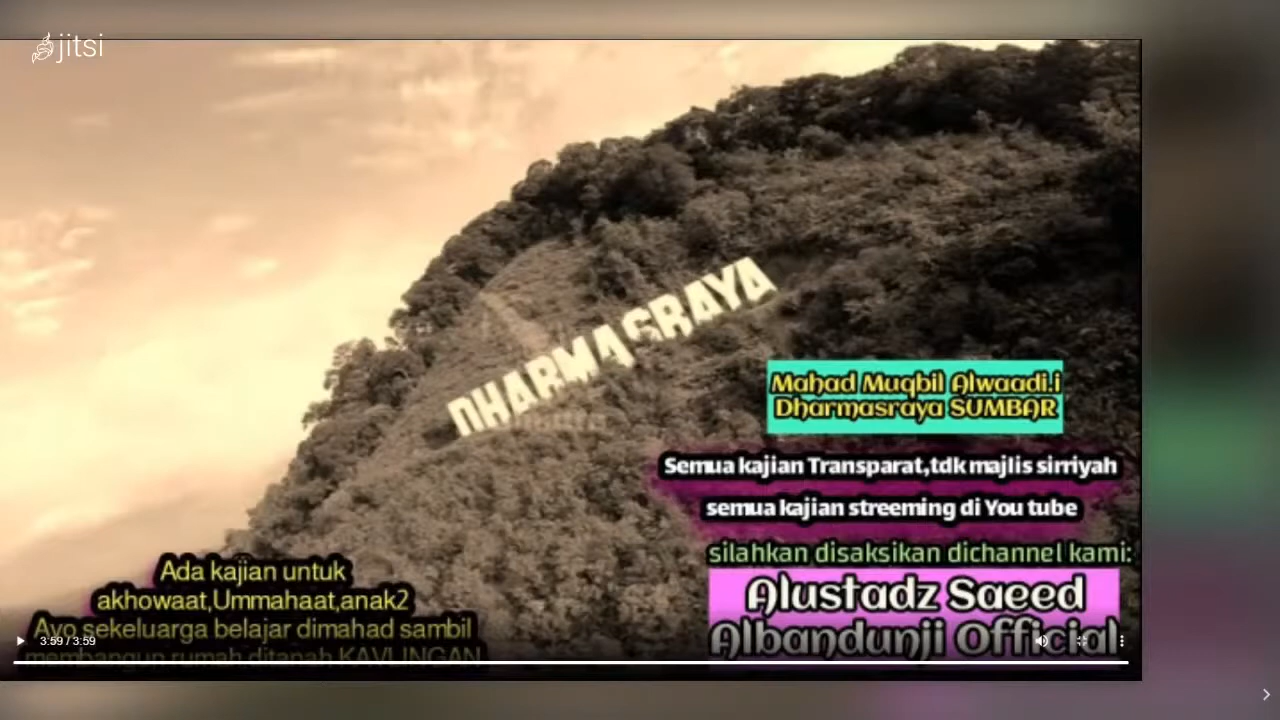 jitsi
DHARMASRAYA
Mahad Muqbil Alwaadi.i
Dharmasraya SUMBAR
Semua kajian Transparat,tdk majlis sirriyah
semua kajian streeming di You tube
silahkan disaksikan dichannel kami:
Alustadz Saeed
Albandunji Official
Ada kajian untuk
akhowaat,Ummahaat,anak2
Ayo sekeluarga belajar dimahad sambil
membangun rumah ditanah KAVLINGAN
3:59 / 3:59